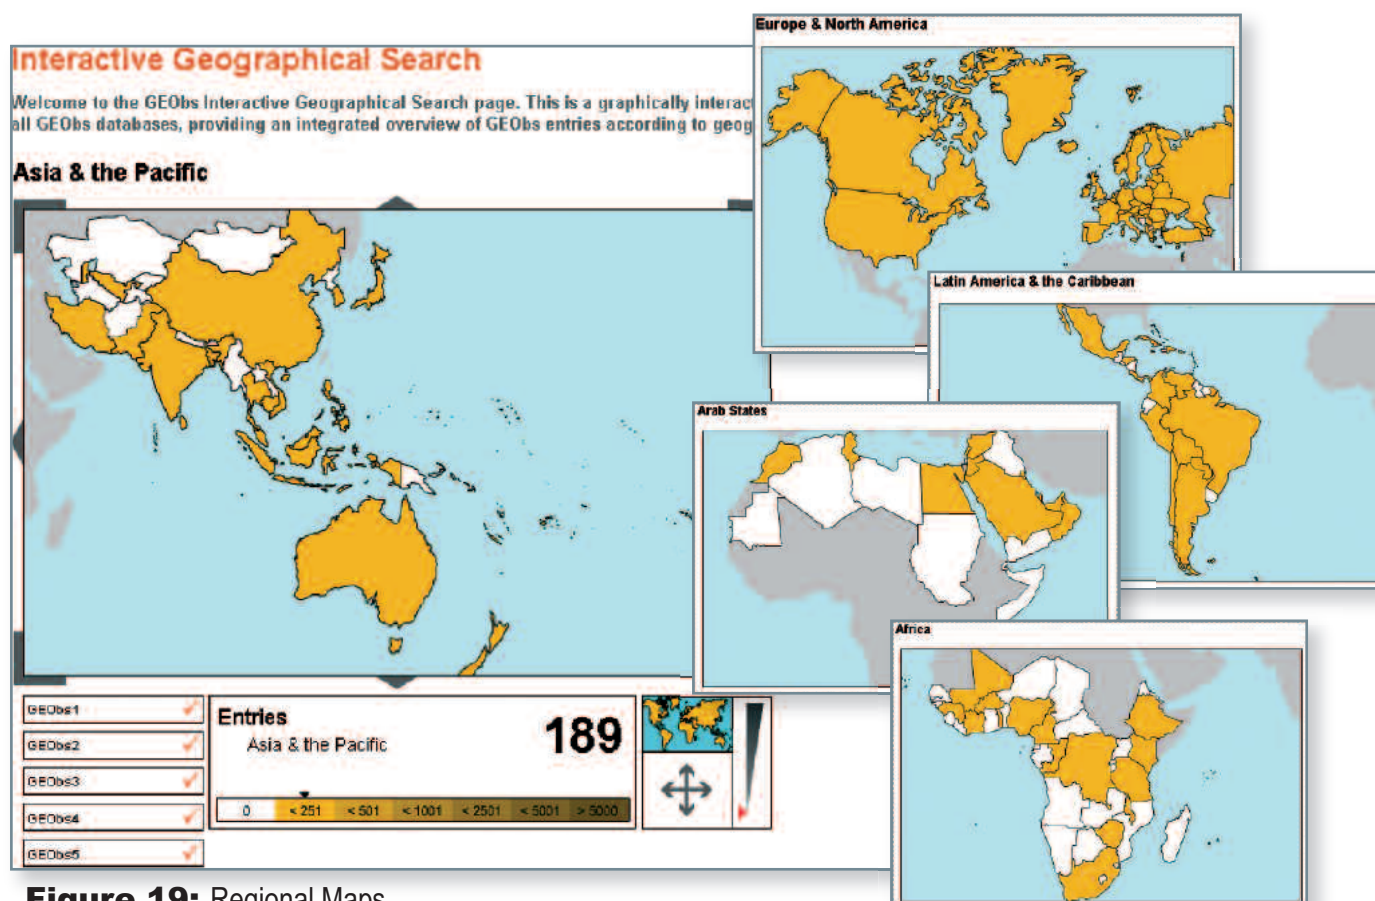 Interactive Geographical Search
Welcome to the GEObs Interactive Geographical Search page. This is a graphically interac
all GEObs databases, providing an integrated overview of GEObs entries according to geog
Asia & the Pacific
Europe & North America
Latin America & the Caribbean
Arab States
Africa
GEObs1
GEObs2
GEObs3
GEObs4
GEObs5
Entries
Asia & the Pacific
189
0 < 251 < 501 < 1001 < 2501 < 5001 > 5000
Figure 19: Regional Maps